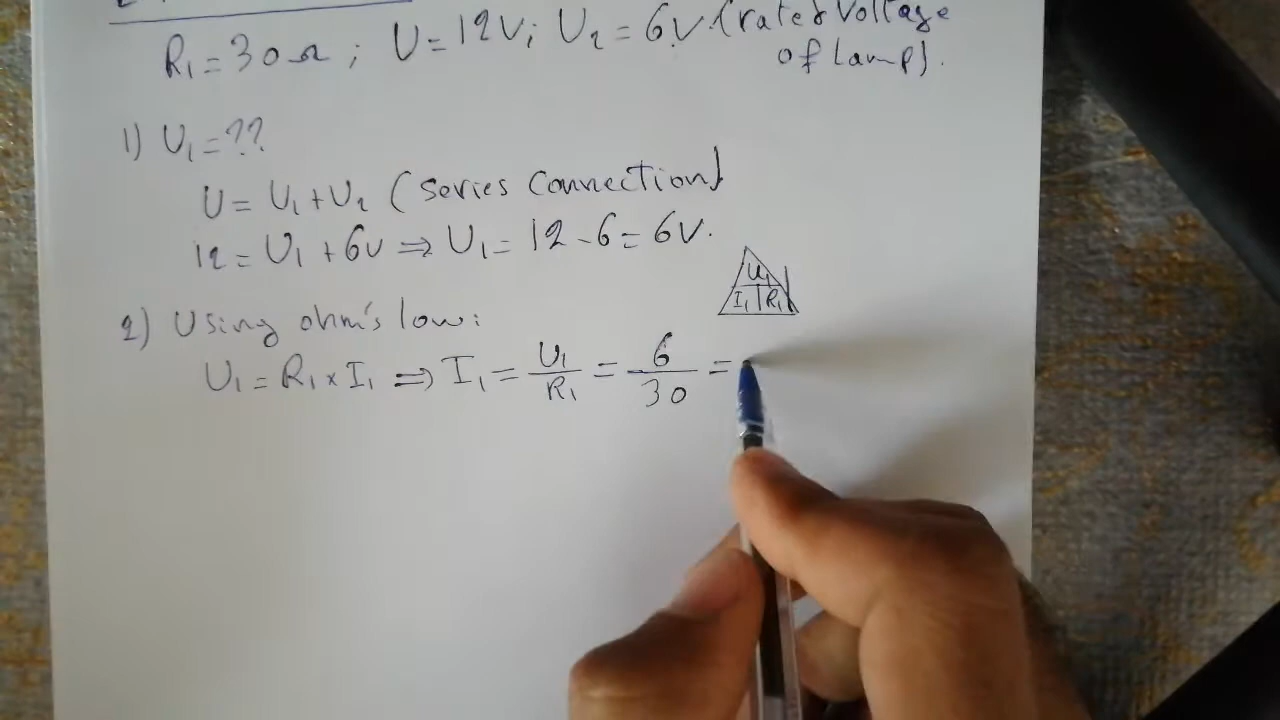 R₁ = 30 Ω ; U = 12V; U₂ = 6V. (rated Voltage
of Lamp).
1) U₁ = ??
U = U₁ + U₂ (Series Connection)
12 = U₁ + 6V ⇒ U₁ = 12 - 6 = 6V.
U₁
I₁ | R₁
2) Using ohm's low:
U₁ = R₁ × I₁ ⇒ I₁ = U₁/R₁ = 6/30 =